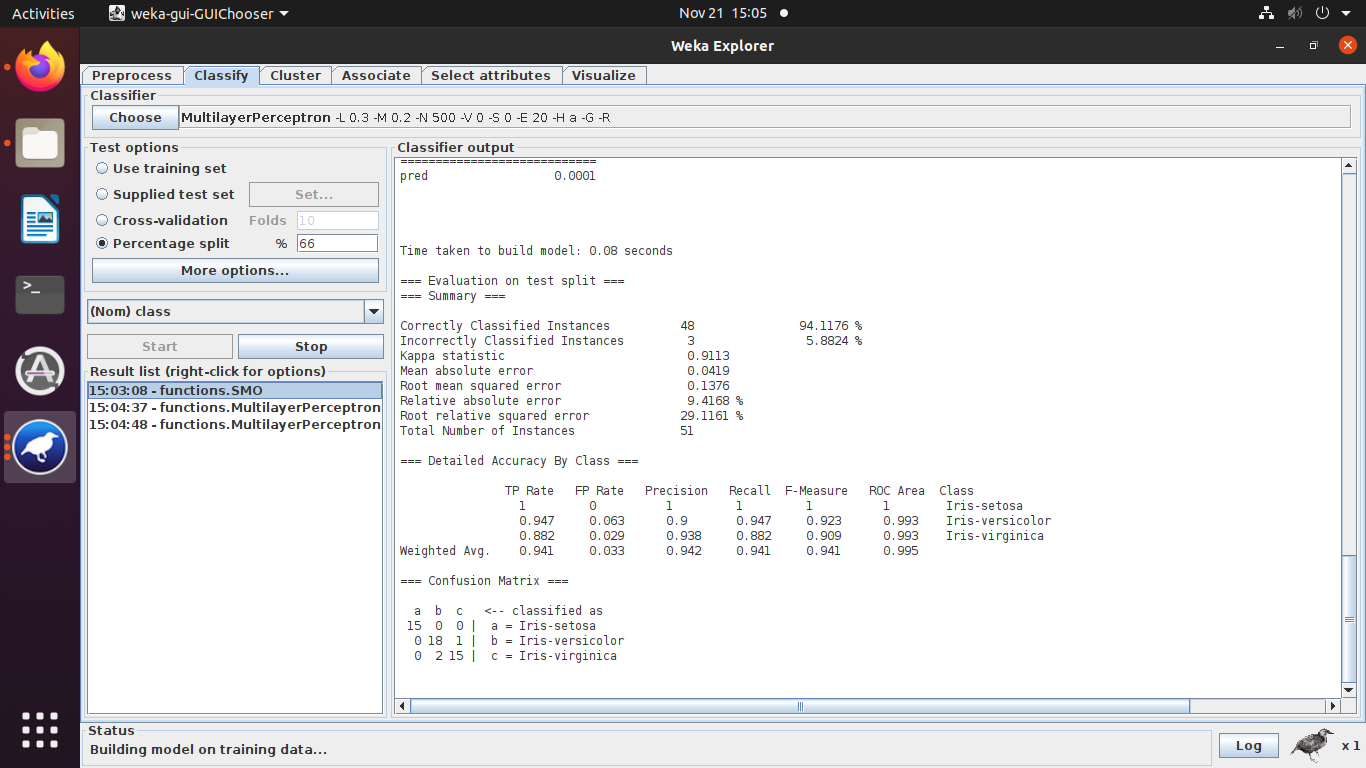 Activities weka-gui-GUIChooser Nov 21 15:05
Weka Explorer
Preprocess Classify Cluster Associate Select attributes Visualize
Classifier
Choose MultilayerPerceptron -L 0.3 -M 0.2 -N 500 -V 0 -S 0 -E 20 -H a -G -R
Test options
Use training set
Supplied test set Set...
Cross-validation Folds 10
Percentage split % 66
More options...
(Nom) class
Start Stop
Result list (right-click for options)
15:03:08 - functions.SMO
15:04:37 - functions.MultilayerPerceptron
15:04:48 - functions.MultilayerPerceptron
Classifier output
============================
pred 0.0001
Time taken to build model: 0.08 seconds
=== Evaluation on test split ===
=== Summary ===
Correctly Classified Instances 48 94.1176 %
Incorrectly Classified Instances 3 5.8824 %
Kappa statistic 0.9113
Mean absolute error 0.0419
Root mean squared error 0.1376
Relative absolute error 9.4168 %
Root relative squared error 29.1161 %
Total Number of Instances 51
=== Detailed Accuracy By Class ===
TP Rate FP Rate Precision Recall F-Measure ROC Area Class
1 0 1 1 1 1 Iris-setosa
0.947 0.063 0.9 0.947 0.923 0.993 Iris-versicolor
0.882 0.029 0.938 0.882 0.909 0.993 Iris-virginica
Weighted Avg. 0.941 0.033 0.942 0.941 0.941 0.995
=== Confusion Matrix ===
a b c <-- classified as
15 0 0 | a = Iris-setosa
0 18 1 | b = Iris-versicolor
0 2 15 | c = Iris-virginica
Status
Building model on training data...
Log x 1